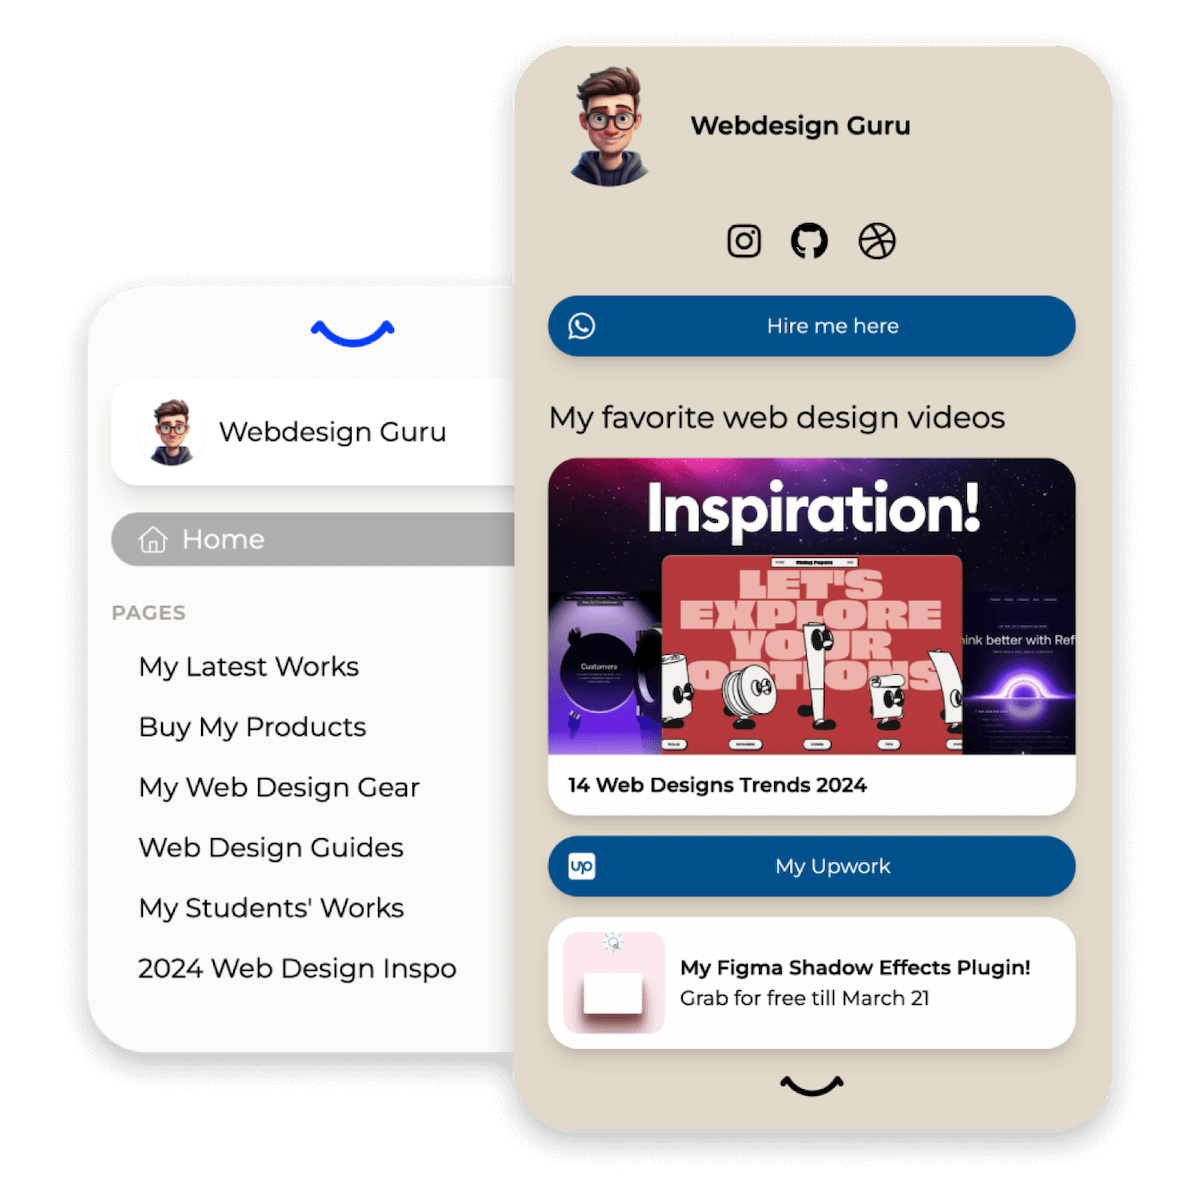 Webdesign Guru
Home
PAGES
My Latest Works
Buy My Products
My Web Design Gear
Web Design Guides
My Students' Works
2024 Web Design Inspo
Webdesign Guru
Hire me here
My favorite web design videos
Inspiration!
LET'S
EXPLORE
YOUR
OPTIONS
Customers
hink better with Ref
14 Web Designs Trends 2024
up
My Upwork
My Figma Shadow Effects Plugin!
Grab for free till March 21